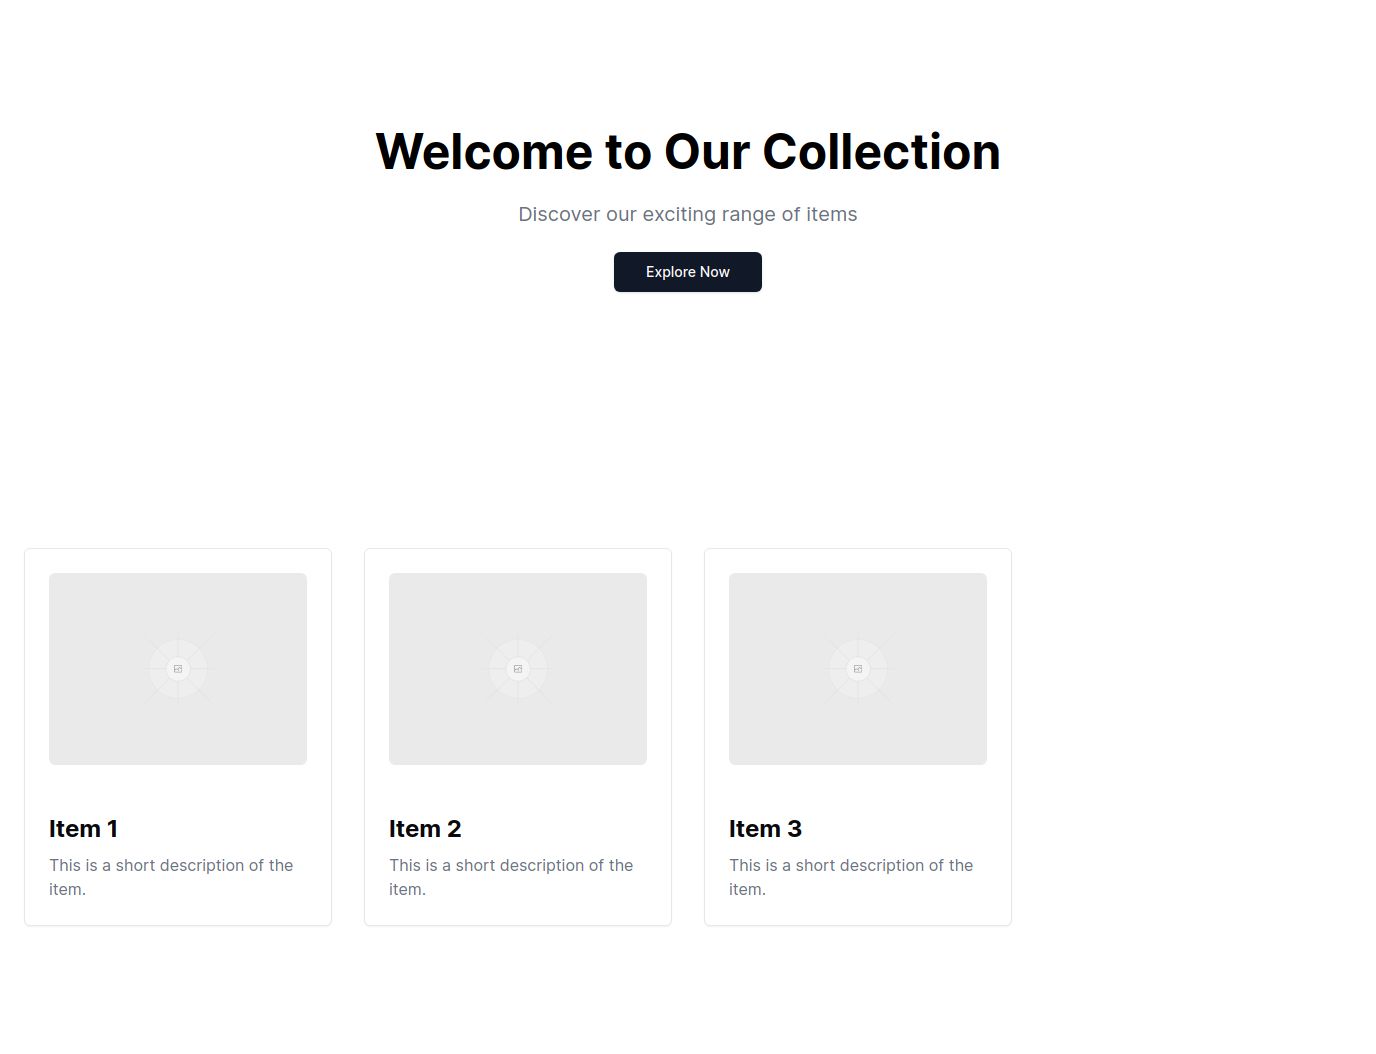 Welcome to Our Collection
Discover our exciting range of items
Explore Now
Item 1
This is a short description of the
item.
Item 2
This is a short description of the
item.
Item 3
This is a short description of the
item.